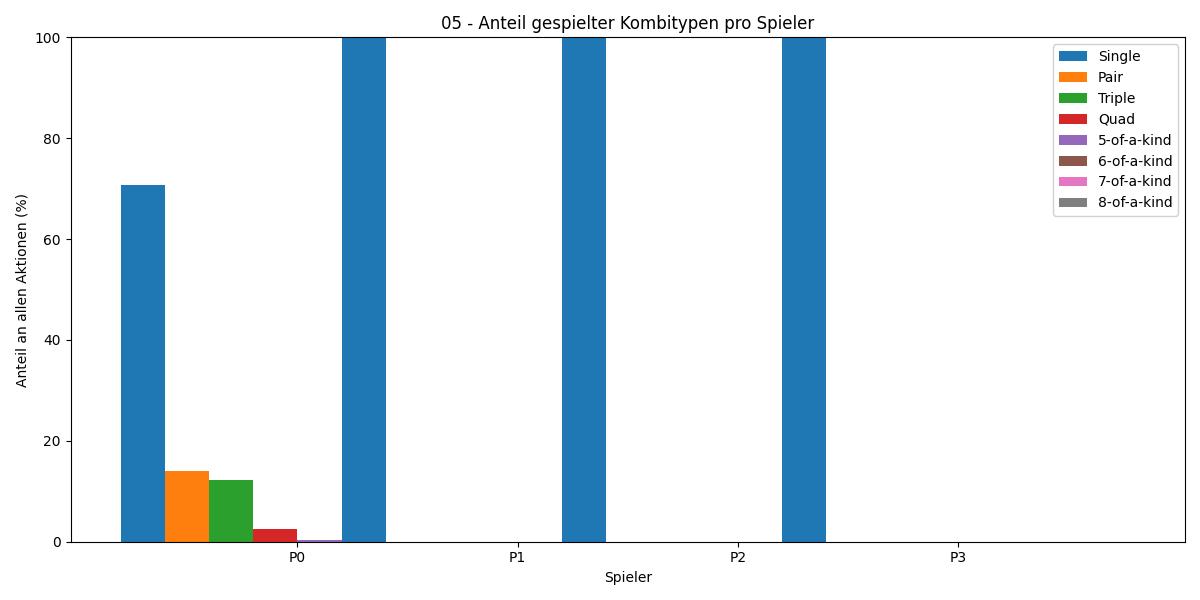 05 - Anteil gespielter Kombitypen pro Spieler
Anteil an allen Aktionen (%)
100
80
60
40
20
0
Single
Pair
Triple
Quad
5-of-a-kind
6-of-a-kind
7-of-a-kind
8-of-a-kind
P0 P1 P2 P3
Spieler